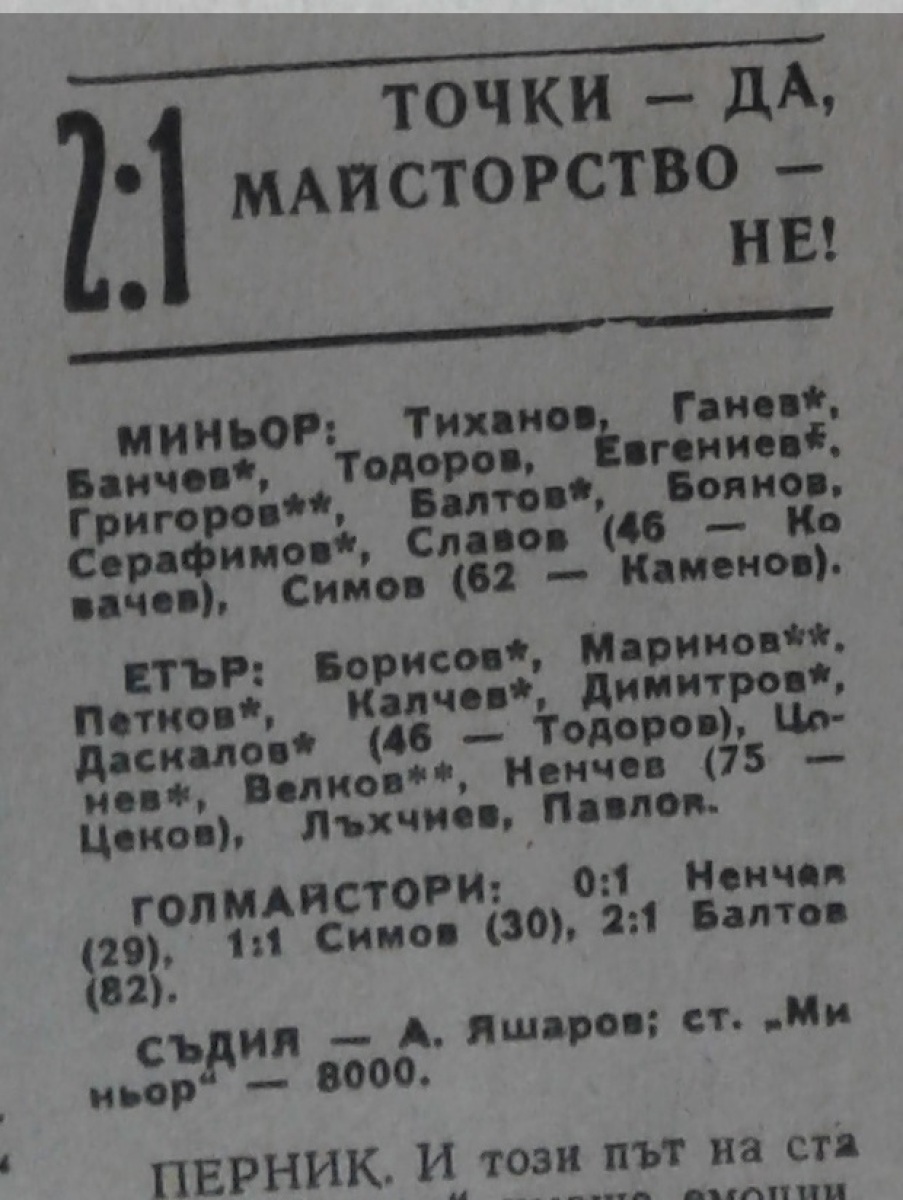 2:1
ТОЧКИ — ДА,
МАЙСТОРСТВО —
НЕ!
МИНЬОР: Тиханов, Ганев*,
Банчев*, Тодоров, Евгениев*,
Григоров**, Балтов*, Боянов,
Серафимов*, Славов (46 — Ко
вачев), Симов (62 — Каменов).
ЕТЪР: Борисов*, Маринов**,
Петков*, Калчев*, Димитров*,
Даскалов* (46 — Тодоров), Цо-
нев*, Велков**, Ненчев (75 —
Цеков), Лъхчиев, Павлов.
ГОЛМАЙСТОРИ: 0:1 Ненчев
(29), 1:1 Симов (30), 2:1 Балтов
(82).
СЪДИЯ — А. Яшаров; ст. „Ми
ньор“ — 8000.
ПЕРНИК. И този път на ста